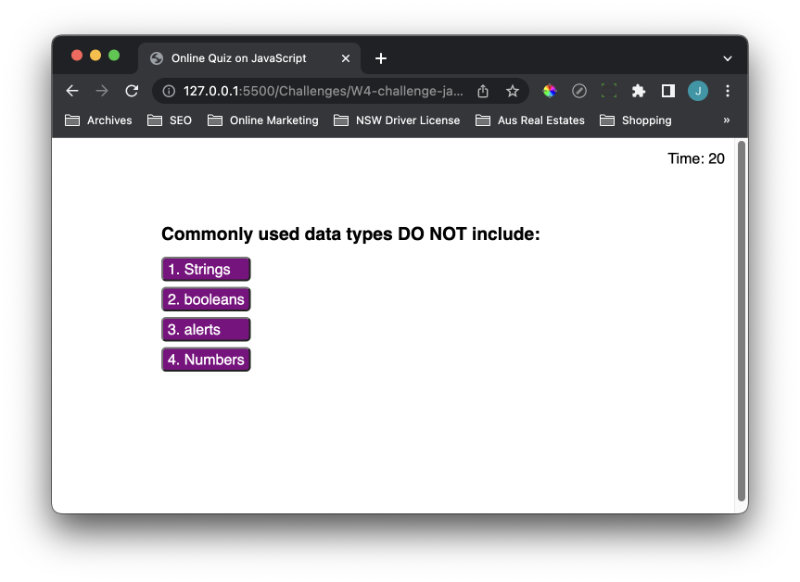 Online Quiz on JavaScript
127.0.0.1:5500/Challenges/W4-challenge-ja...
J
Archives SEO Online Marketing NSW Driver License Aus Real Estates Shopping »
Time: 20
Commonly used data types DO NOT include:
1. Strings
2. booleans
3. alerts
4. Numbers